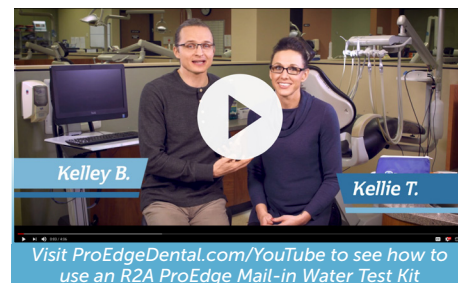 Kelley B.
Kellie T.
Visit ProEdgeDental.com/YouTube to see how to
use an R2A ProEdge Mail-in Water Test Kit